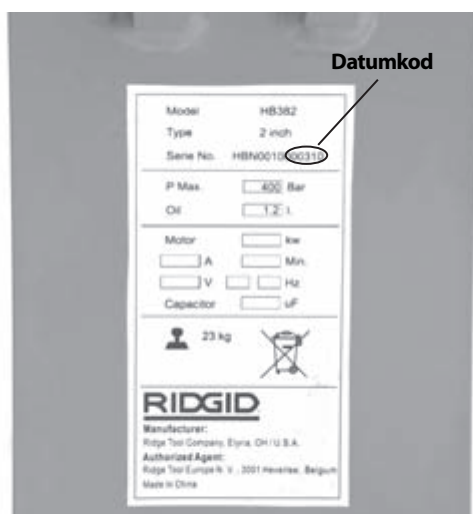 Datumkod
Model HB382
Type 2 inch
Serie No. HBN0010 00310
P Max. 400 Bar
Oil 1.2 l.
Motor kw
A Min.
V Hz
Capacitor uF
23 kg
RIDGID
Manufacturer:
Ridge Tool Company, Elyria, OH / U.S.A.
Authorized Agent:
Ridge Tool Europe N. V., 3001 Heverlee, Belgium
Made in China